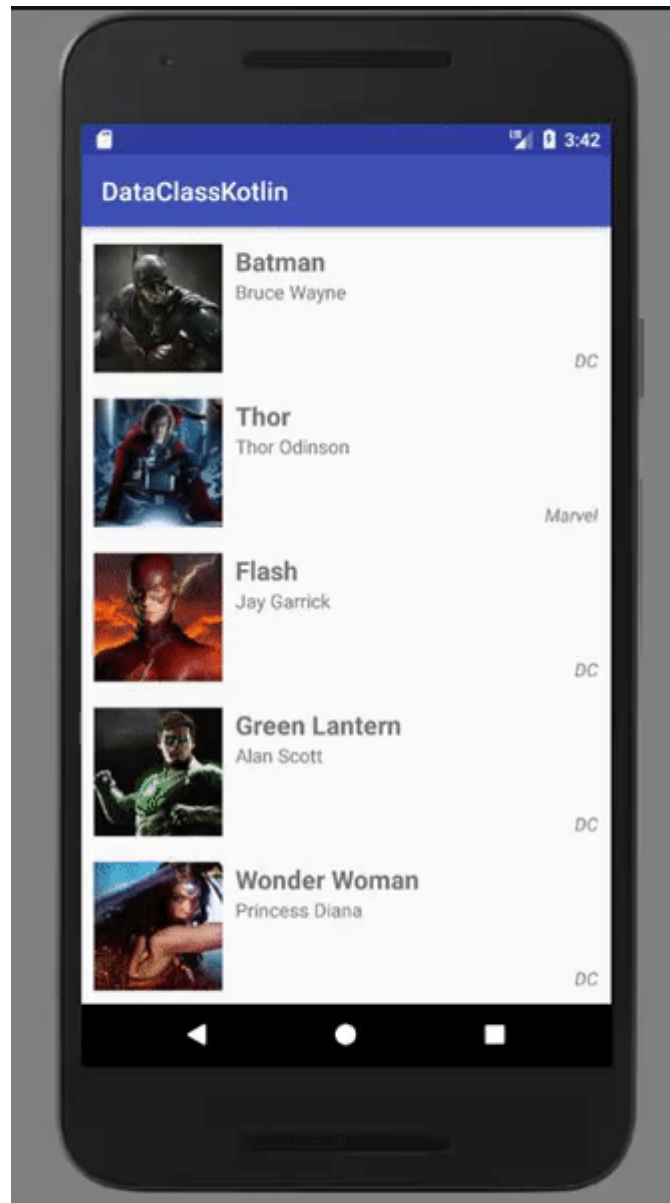 3:42
DataClassKotlin
Batman
Bruce Wayne
DC
Thor
Thor Odinson
Marvel
Flash
Jay Garrick
DC
Green Lantern
Alan Scott
DC
Wonder Woman
Princess Diana
DC